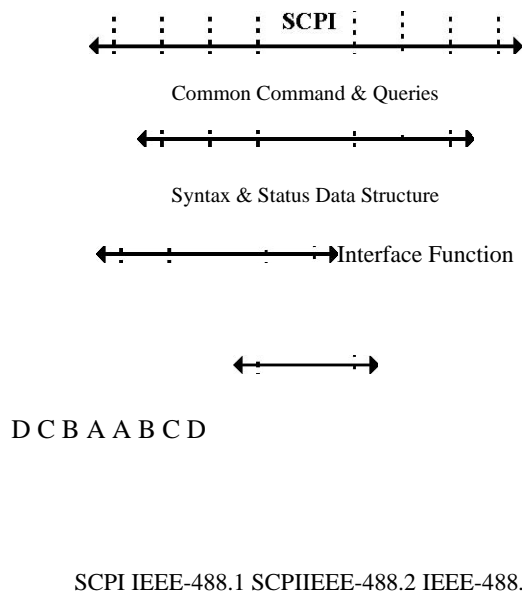 SCPI
Common Command & Queries
Syntax & Status Data Structure
Interface Function
D C B A A B C D
SCPI IEEE-488.1 SCPIIEEE-488.2 IEEE-488.